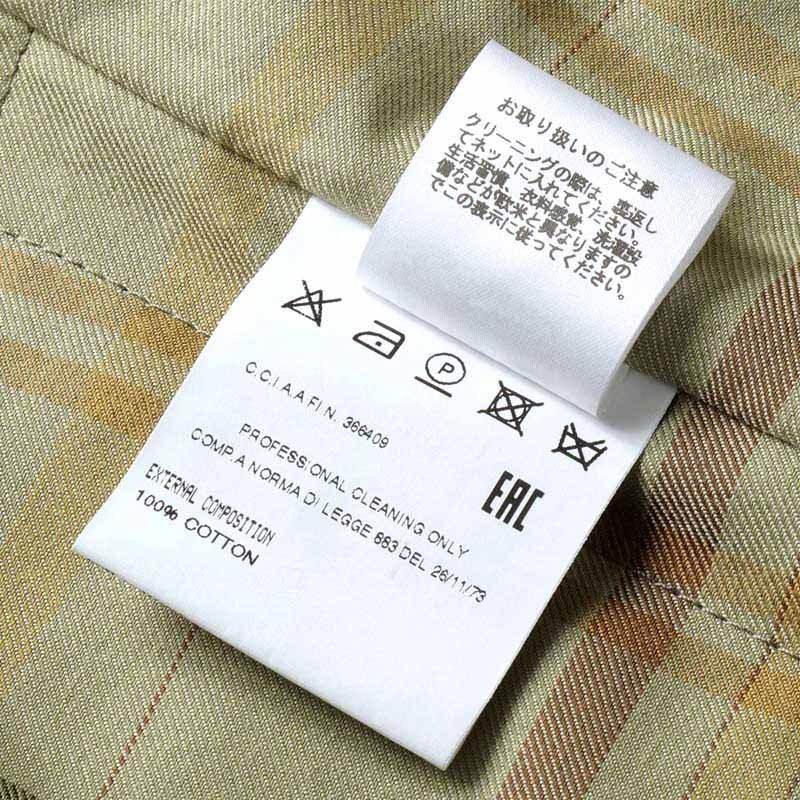 お取り扱いのご注意
クリーニングの際は、裏返し
てネットに入れてください。
生活習慣、衣料感覚、洗濯設
備などが欧米と異なりますの
でこの表示に使ってください。
P
C.C.I.A.A.FI N. 366409
PROFESSIONAL CLEANING ONLY
COMP.A NORMA DI LEGGE 883 DEL 26/11/73
EAC
EXTERNAL COMPOSITION
100% COTTON